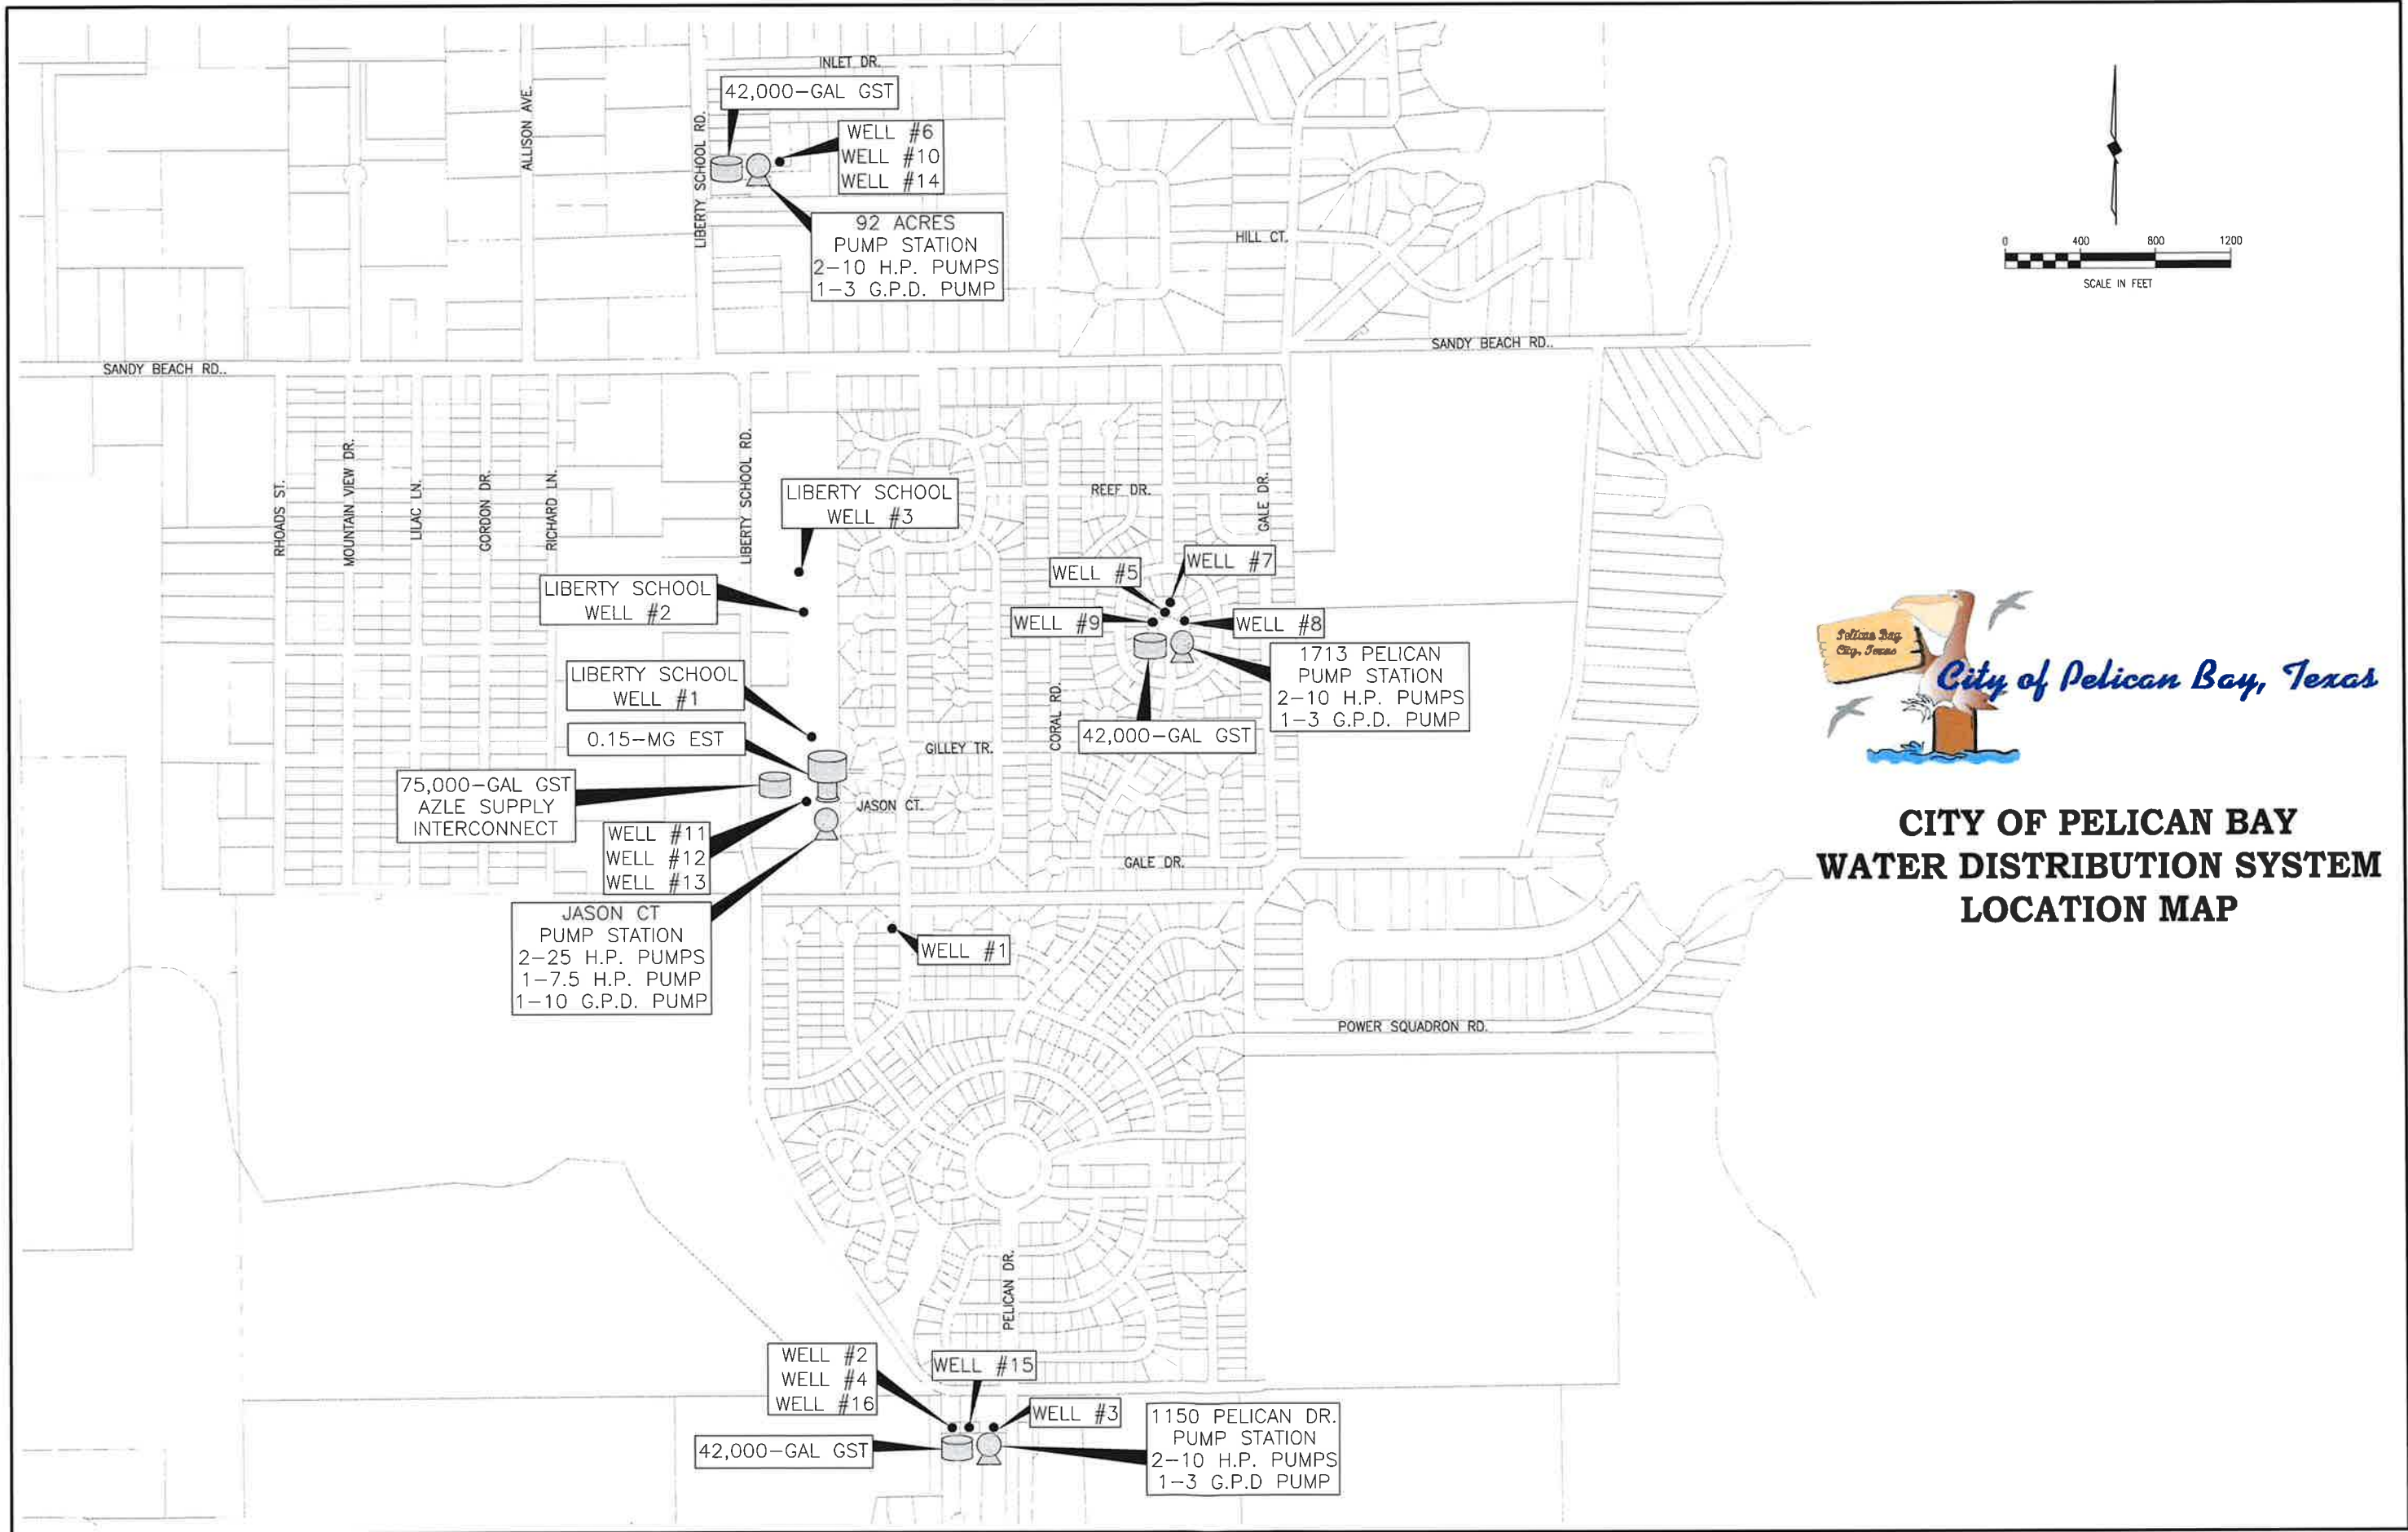 INLET DR.
42,000-GAL GST
ALLISON AVE.
LIBERTY SCHOOL RD.
WELL #6
WELL #10
WELL #14
92 ACRES
PUMP STATION
2-10 H.P. PUMPS
1-3 G.P.D. PUMP
HILL CT.
0 400 800 1200
SCALE IN FEET
SANDY BEACH RD..
SANDY BEACH RD..
RHOADS ST.
MOUNTAIN VIEW DR.
LILAC LN.
GORDON DR.
RICHARD LN.
LIBERTY SCHOOL RD.
LIBERTY SCHOOL
WELL #3
REEF DR.
GALE DR.
LIBERTY SCHOOL
WELL #2
WELL #5
WELL #7
WELL #9
WELL #8
1713 PELICAN
PUMP STATION
2-10 H.P. PUMPS
1-3 G.P.D. PUMP
42,000-GAL GST
CORAL RD.
LIBERTY SCHOOL
WELL #1
0.15-MG EST
GILLEY TR.
75,000-GAL GST
AZLE SUPPLY
INTERCONNECT
JASON CT.
WELL #11
WELL #12
WELL #13
GALE DR.
JASON CT
PUMP STATION
2-25 H.P. PUMPS
1-7.5 H.P. PUMP
1-10 G.P.D. PUMP
WELL #1
POWER SQUADRON RD.
Pelican Bay
City, Texas
City of Pelican Bay, Texas
CITY OF PELICAN BAY
WATER DISTRIBUTION SYSTEM
LOCATION MAP
PELICAN DR.
WELL #2
WELL #4
WELL #16
WELL #15
WELL #3
42,000-GAL GST
1150 PELICAN DR.
PUMP STATION
2-10 H.P. PUMPS
1-3 G.P.D PUMP